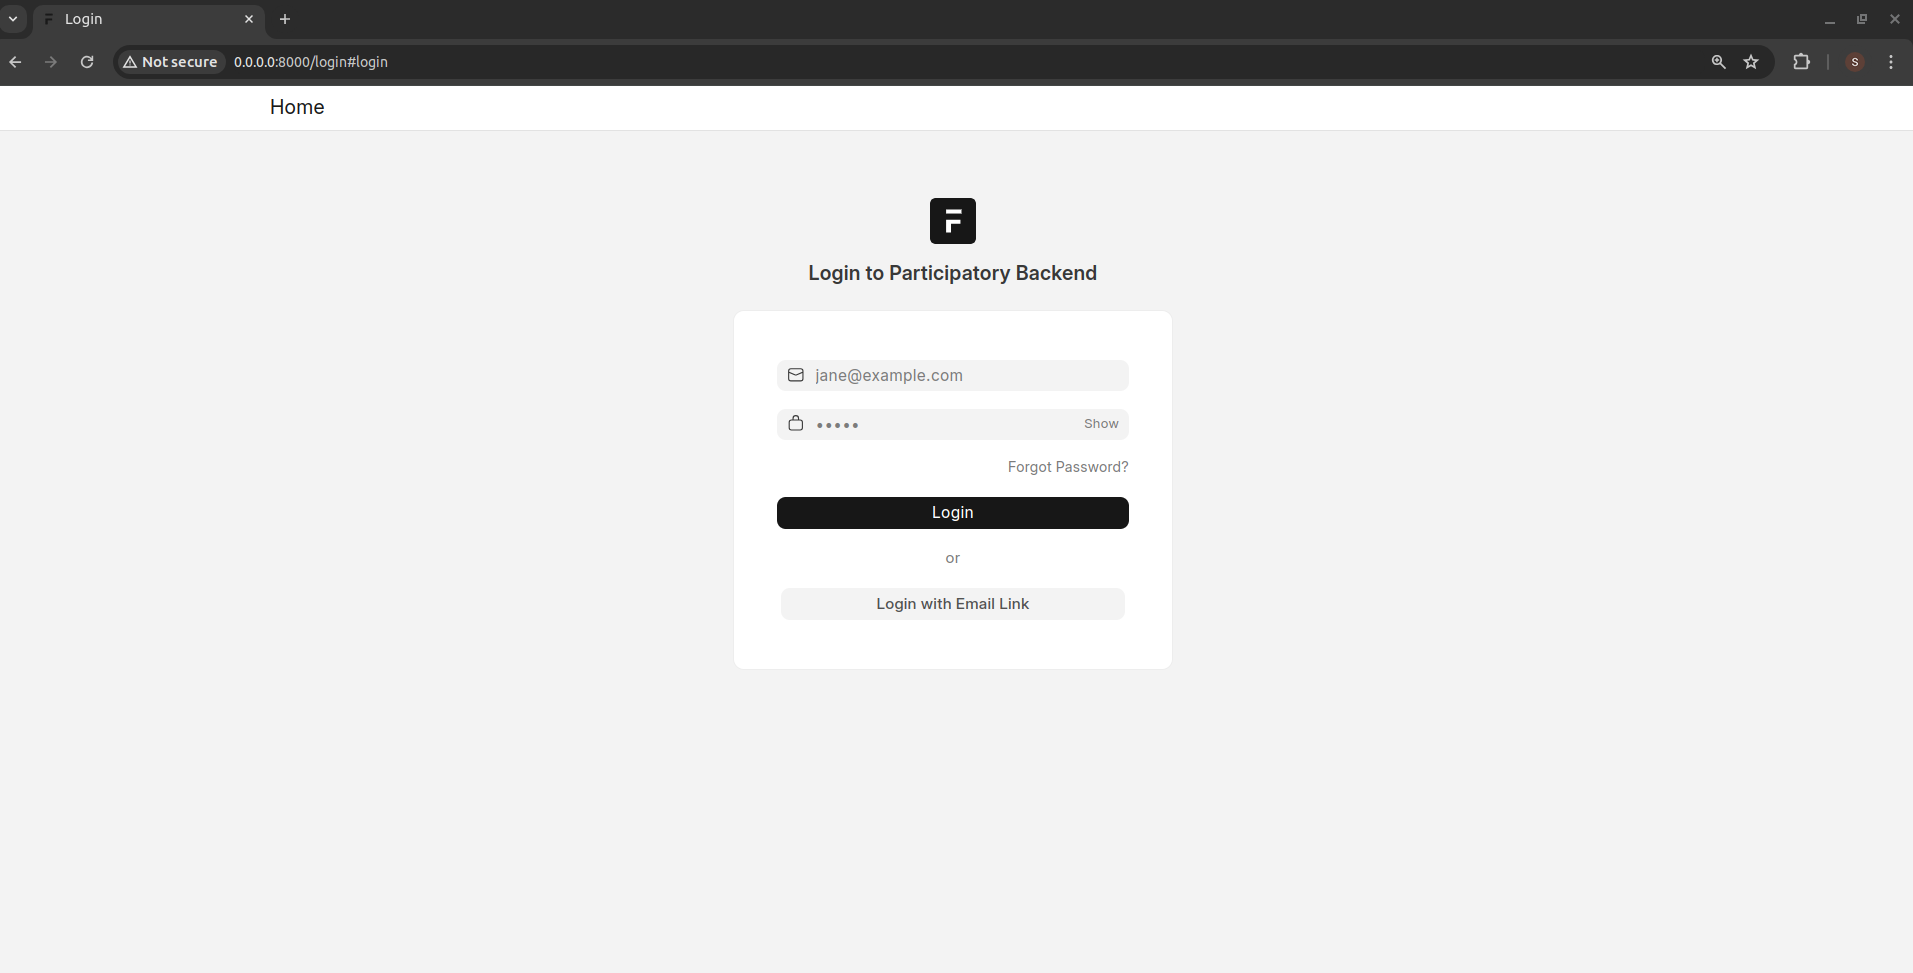 Login
Not secure
0.0.0.0:8000/login#login
S
Home
F
Login to Participatory Backend
jane@example.com
•••••
Show
Forgot Password?
Login
or
Login with Email Link